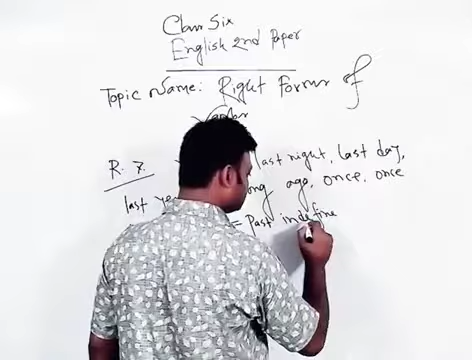 Class Six
English 2nd Paper
Topic Name: Right Forms of
Verbs
R. 7. last night, last day,
last ago, once, once
= Past indefine